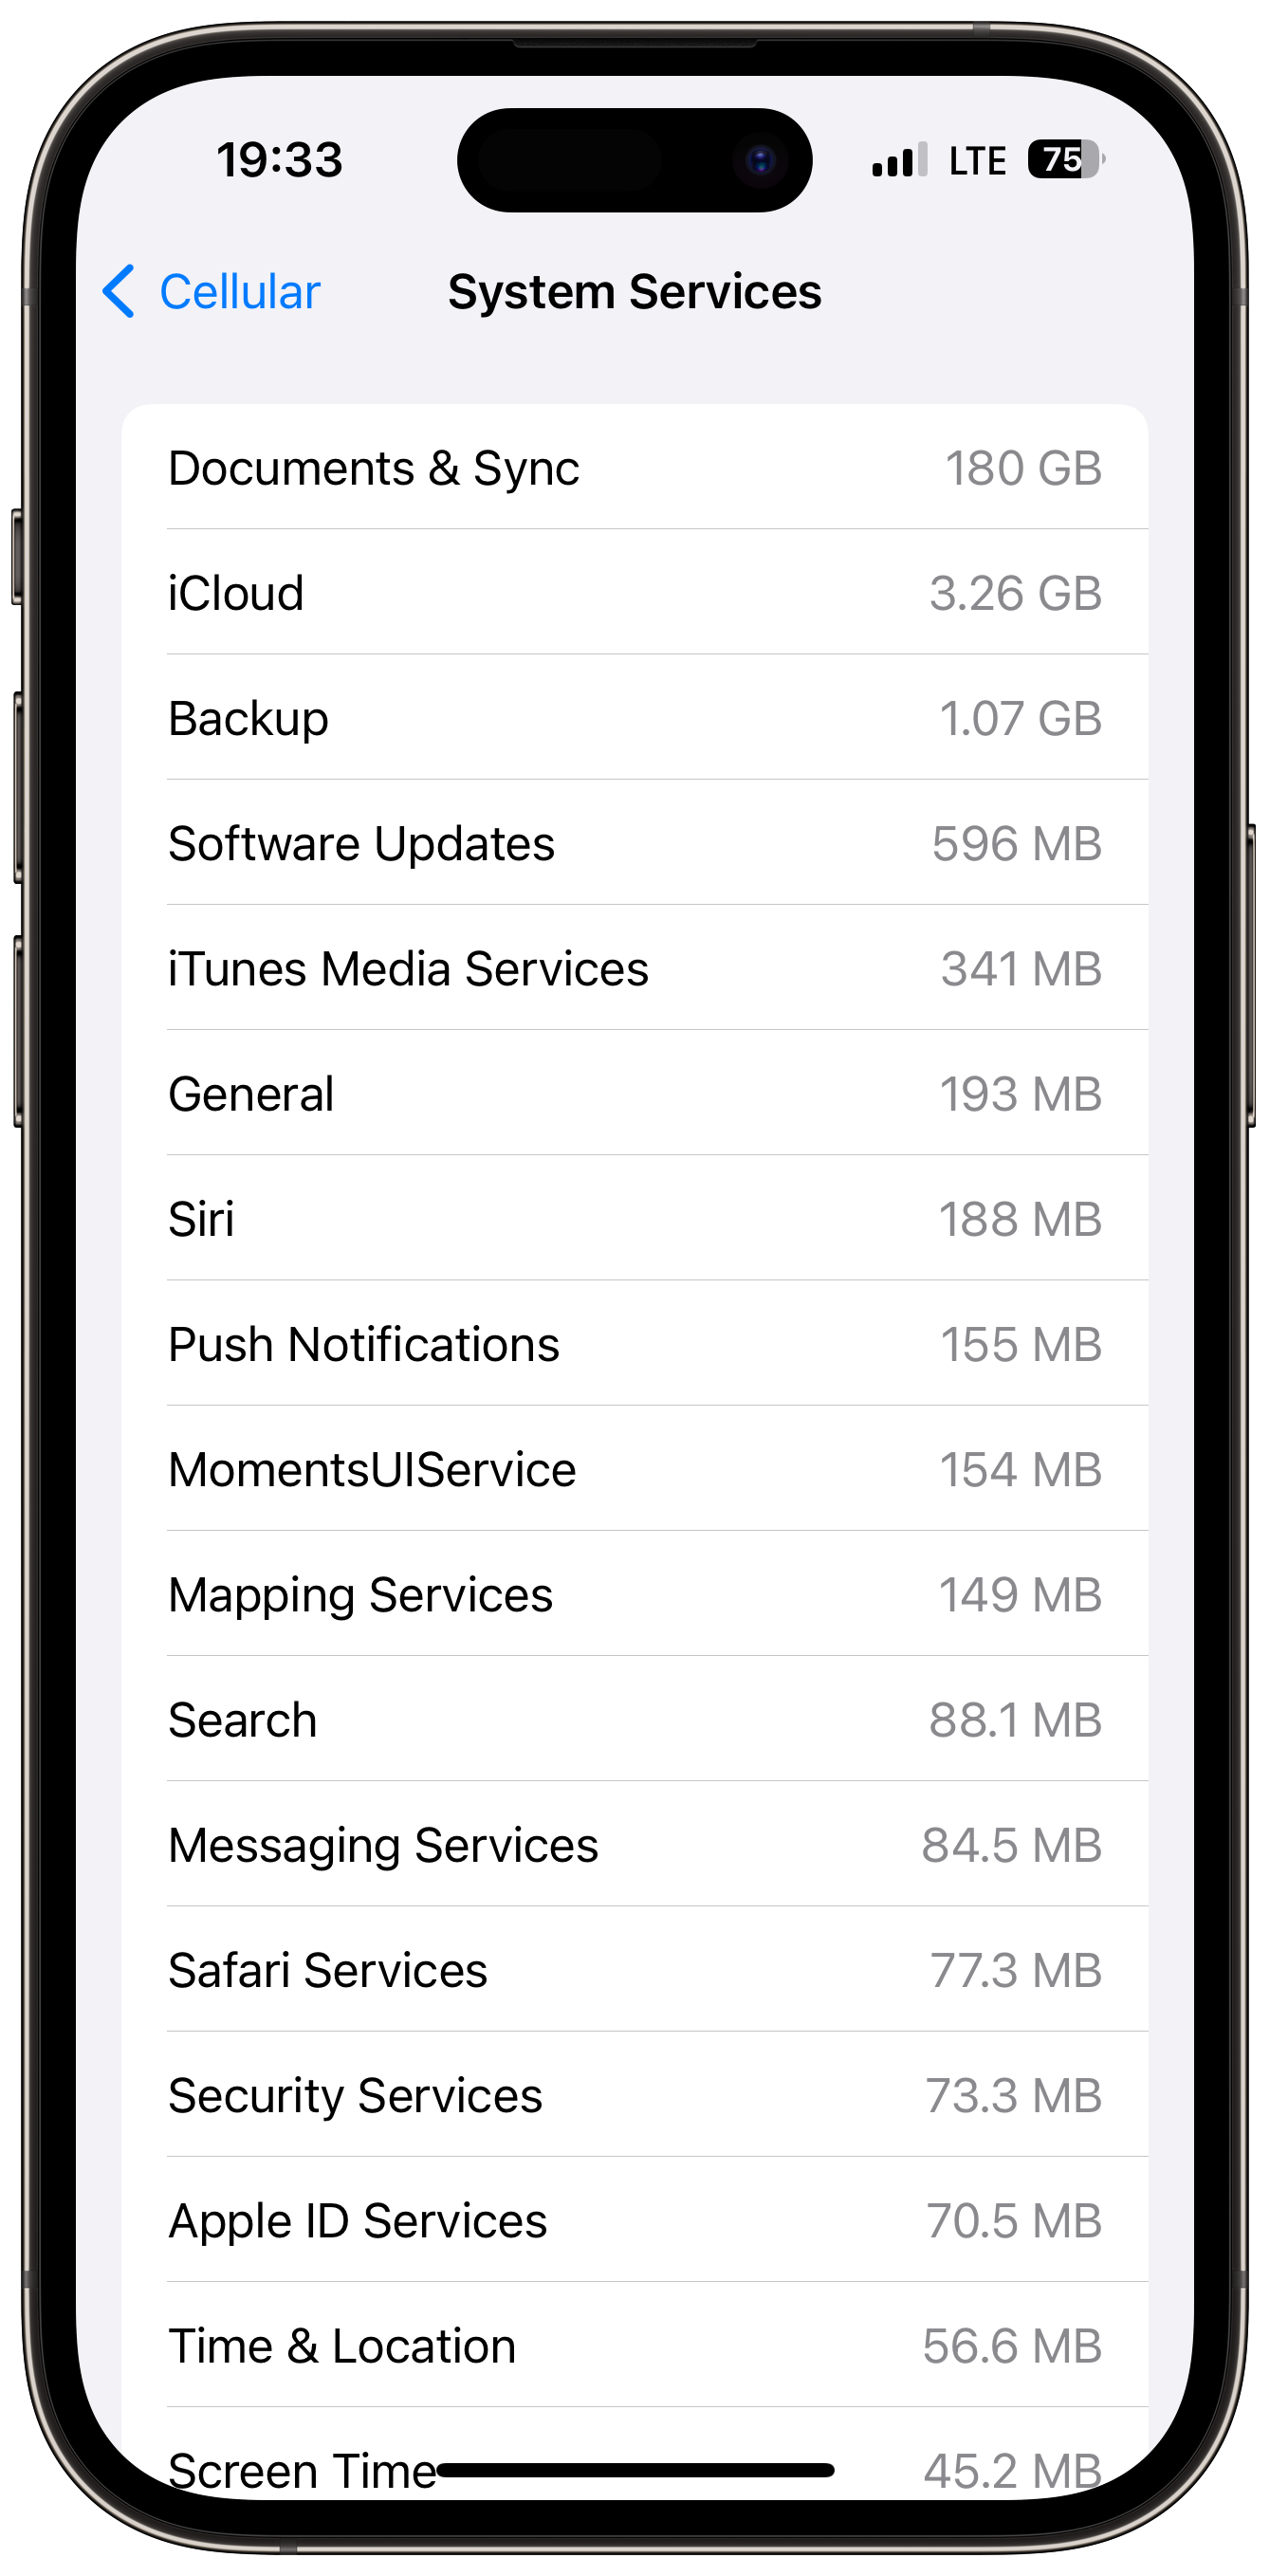 19:33 LTE 75
Cellular System Services
Documents & Sync 180 GB
iCloud 3.26 GB
Backup 1.07 GB
Software Updates 596 MB
iTunes Media Services 341 MB
General 193 MB
Siri 188 MB
Push Notifications 155 MB
MomentsUIService 154 MB
Mapping Services 149 MB
Search 88.1 MB
Messaging Services 84.5 MB
Safari Services 77.3 MB
Security Services 73.3 MB
Apple ID Services 70.5 MB
Time & Location 56.6 MB
Screen Time 45.2 MB